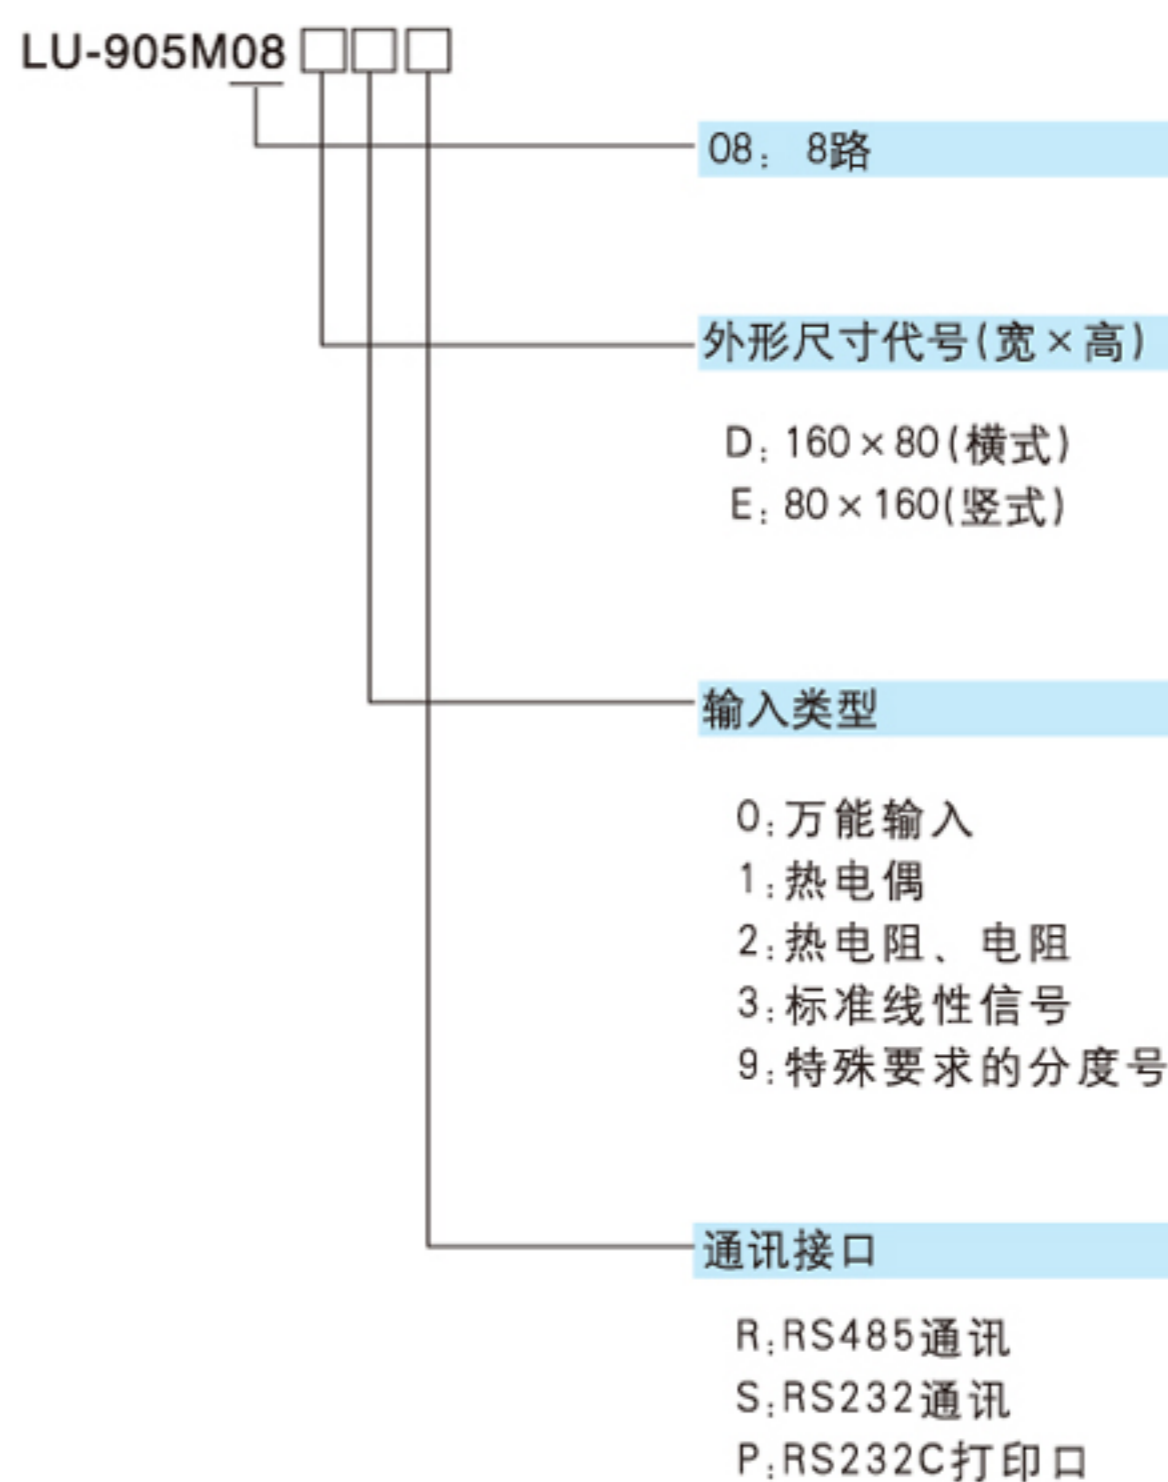 LU-905M08 □□□
08: 8路
外形尺寸代号(宽×高)
D: 160×80(横式)
E: 80×160(竖式)
输入类型
0:万能输入
1:热电偶
2:热电阻、电阻
3:标准线性信号
9:特殊要求的分度号
通讯接口
R:RS485通讯
S:RS232通讯
P:RS232C打印口